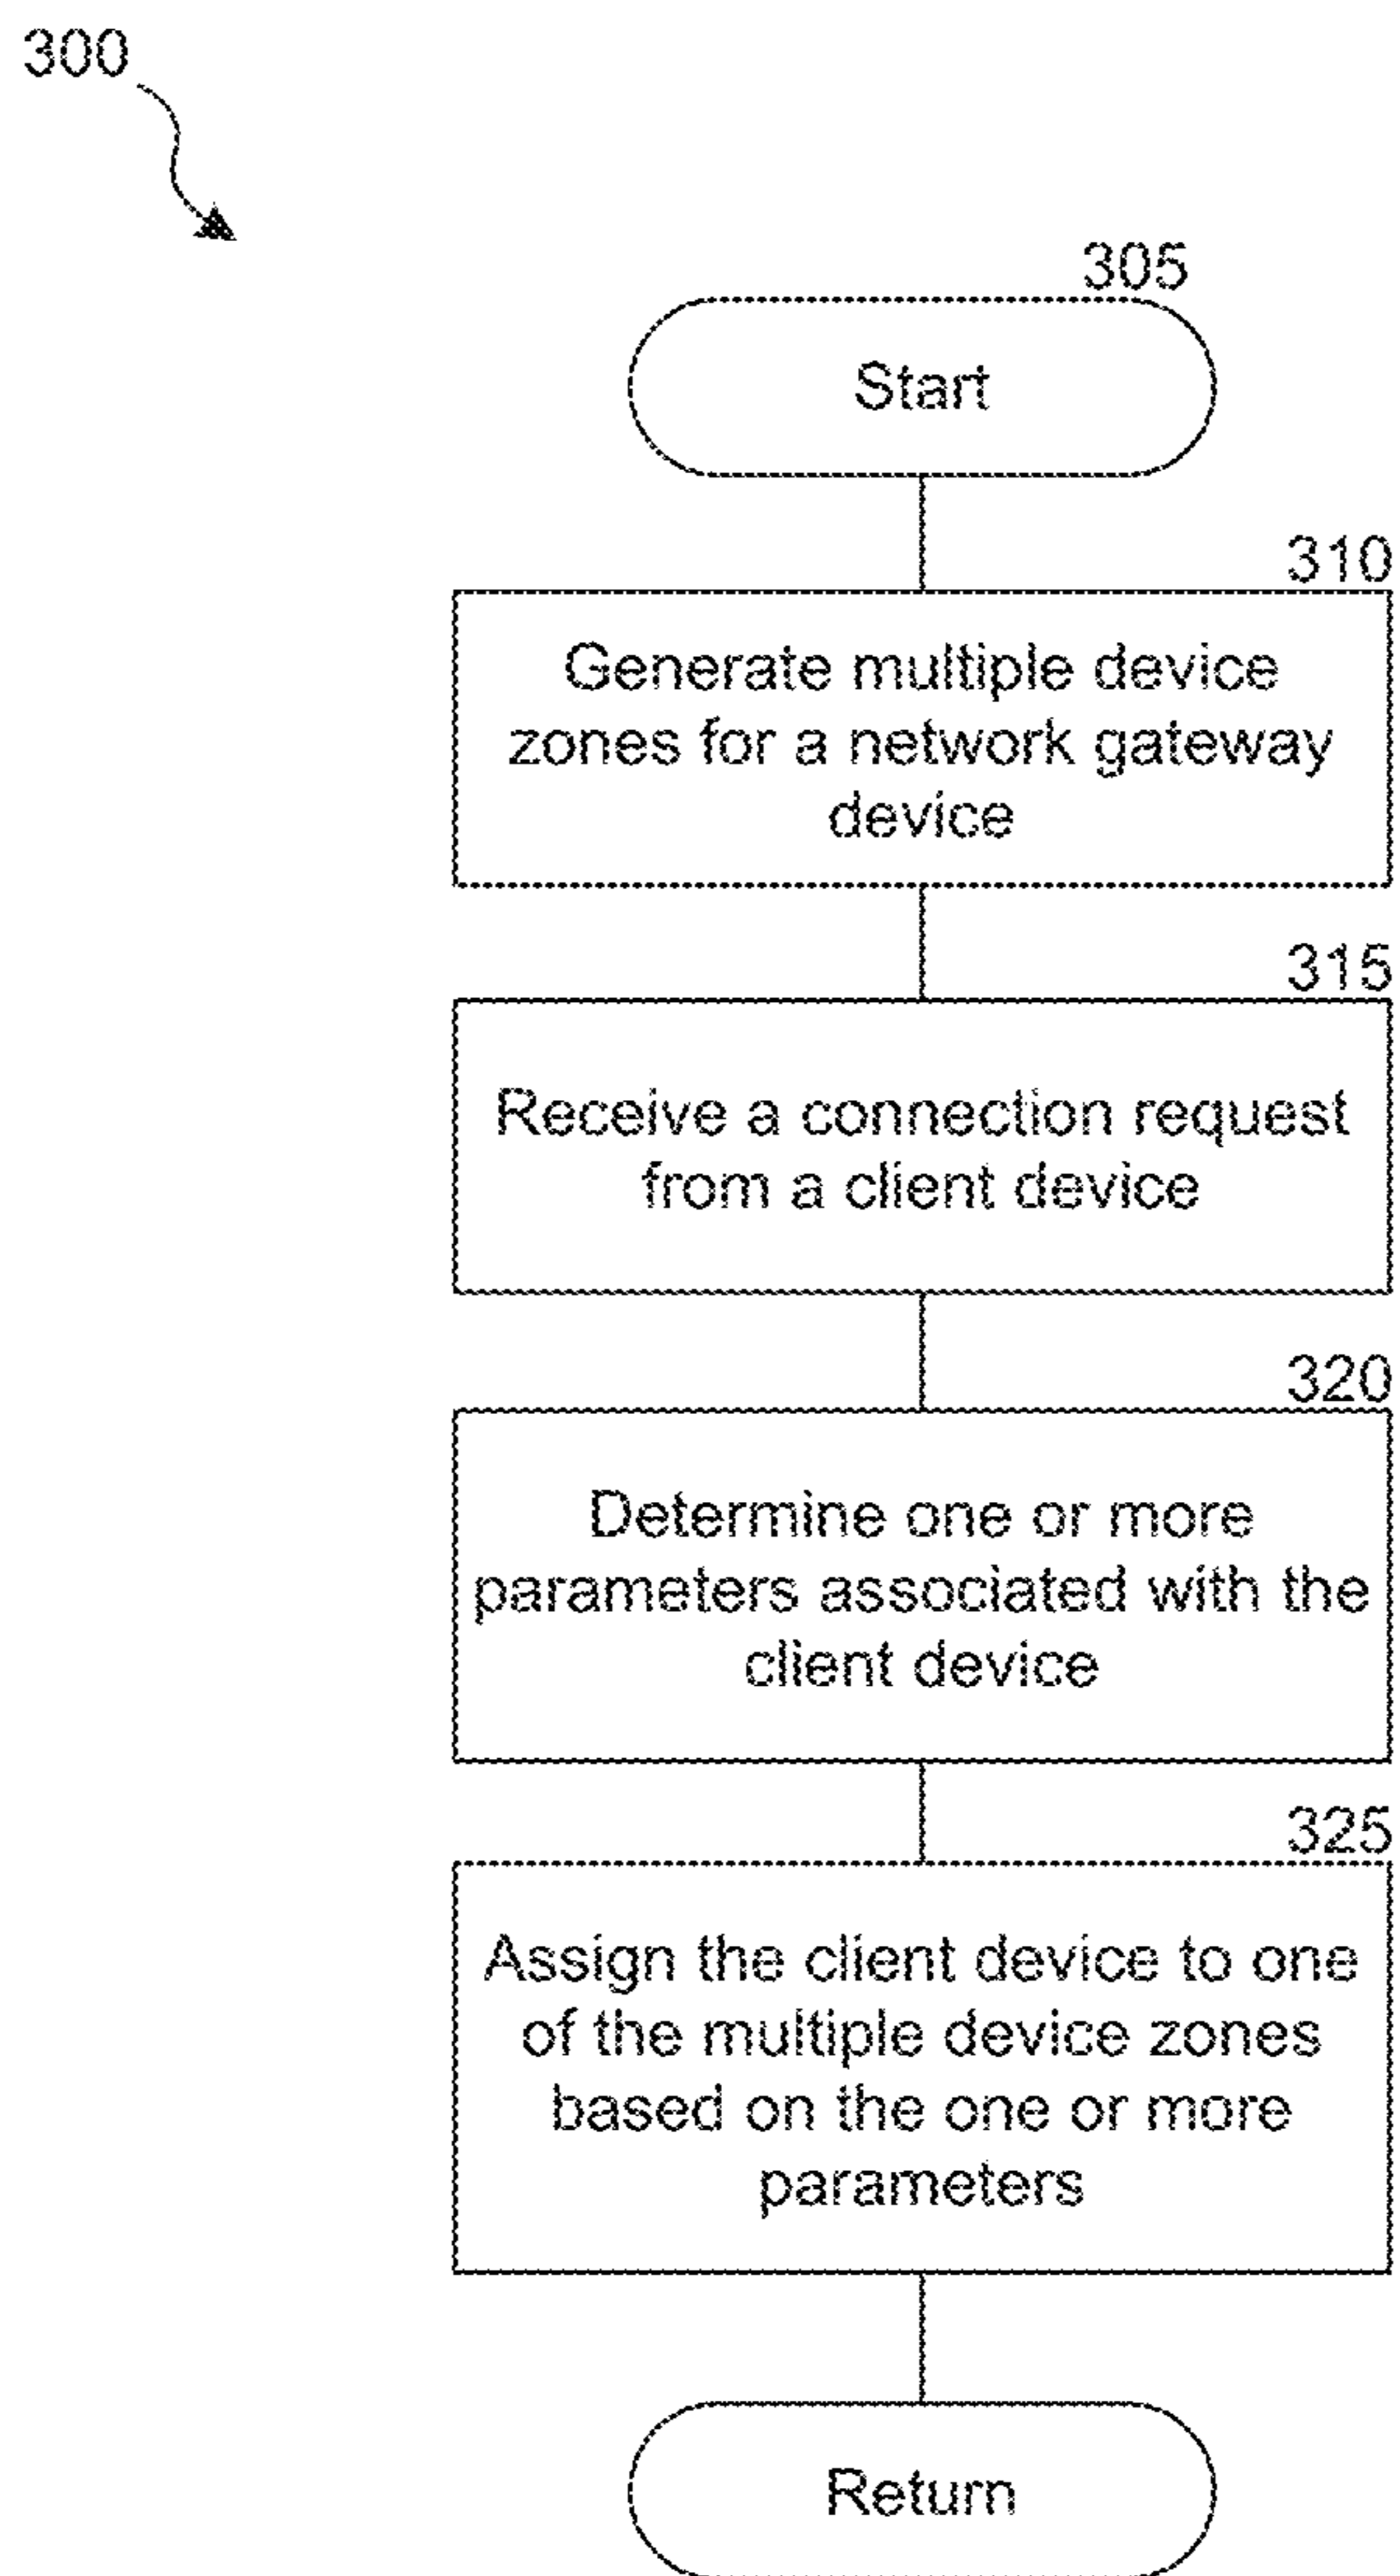 300
305
Start
310
Generate multiple device
zones for a network gateway
device
315
Receive a connection request
from a client device
320
Determine one or more
parameters associated with the
client device
325
Assign the client device to one
of the multiple device zones
based on the one or more
parameters
Return